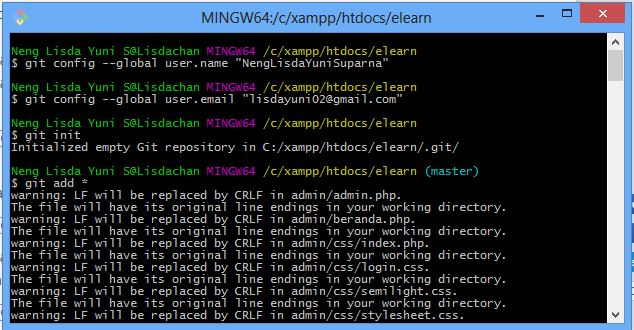 MINGW64:/c/xampp/htdocs/elearn
Neng Lisda Yuni S@Lisdachan MINGW64 /c/xampp/htdocs/elearn
$ git config --global user.name "NengLisdaYuniSuparna"
Neng Lisda Yuni S@Lisdachan MINGW64 /c/xampp/htdocs/elearn
$ git config --global user.email "lisdayuni02@gmail.com"
Neng Lisda Yuni S@Lisdachan MINGW64 /c/xampp/htdocs/elearn
$ git init
Initialized empty Git repository in C:/xampp/htdocs/elearn/.git/
Neng Lisda Yuni S@Lisdachan MINGW64 /c/xampp/htdocs/elearn (master)
$ git add *
warning: LF will be replaced by CRLF in admin/admin.php.
The file will have its original line endings in your working directory.
warning: LF will be replaced by CRLF in admin/beranda.php.
The file will have its original line endings in your working directory.
warning: LF will be replaced by CRLF in admin/css/index.php.
The file will have its original line endings in your working directory.
warning: LF will be replaced by CRLF in admin/css/login.css.
The file will have its original line endings in your working directory.
warning: LF will be replaced by CRLF in admin/css/semilight.css.
The file will have its original line endings in your working directory.
warning: LF will be replaced by CRLF in admin/css/stylesheet.css.